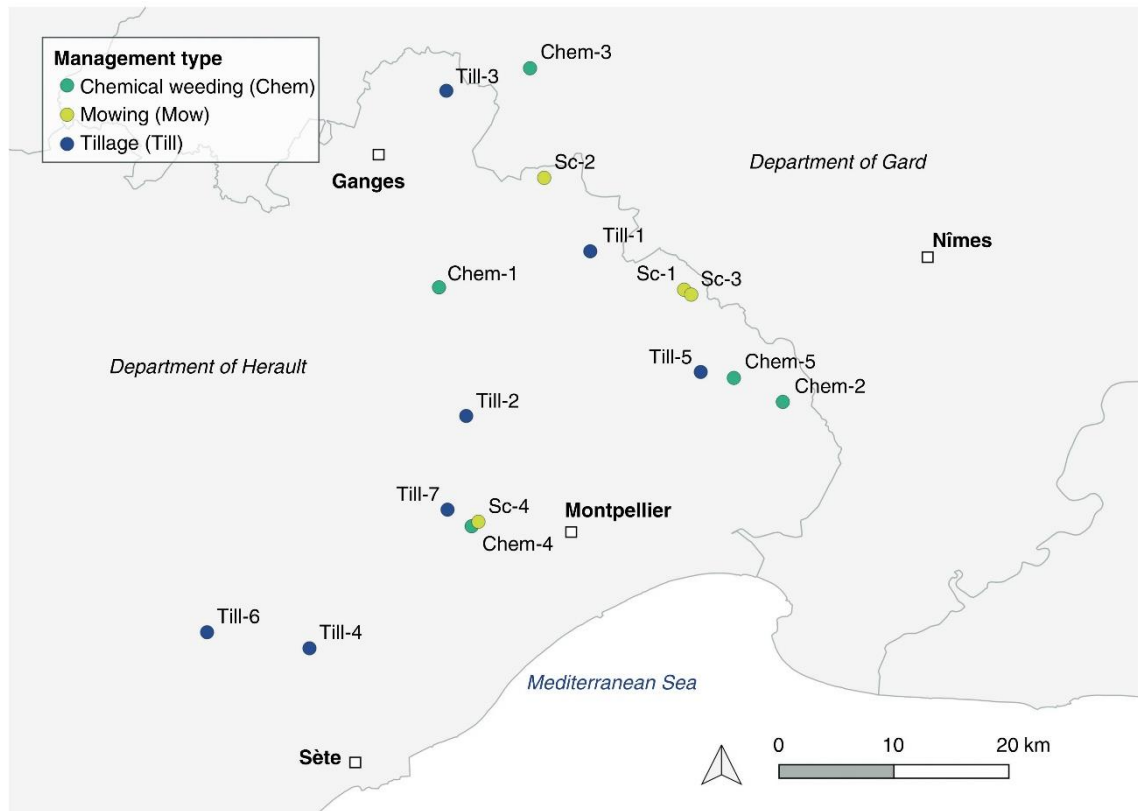 Management type
Chemical weeding (Chem)
Mowing (Mow)
Tillage (Till)
Chem-3
Till-3
Ganges
Sc-2
Department of Gard
Till-1
Nîmes
Chem-1
Sc-1
Sc-3
Department of Herault
Till-5
Chem-5
Chem-2
Till-2
Till-7
Sc-4
Montpellier
Chem-4
Till-6
Till-4
Mediterranean Sea
Sète
0 10 20 km